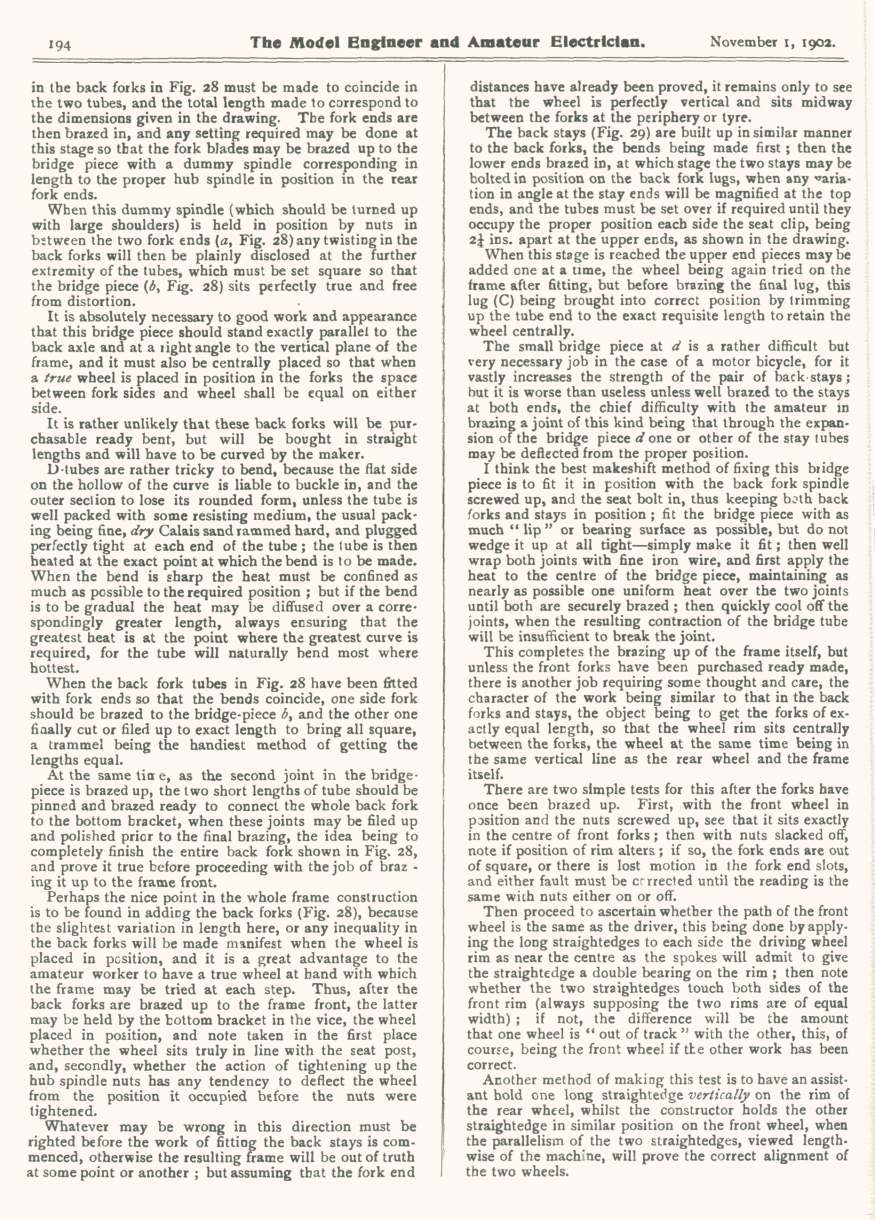 194
The Model Engineer and Amateur Electrician.
November 1, 1902.
in the back forks in Fig. 28 must be made to coincide in
the two tubes, and the total length made to correspond to
the dimensions given in the drawing. The fork ends are
then brazed in, and any setting required may be done at
this stage so that the fork blades may be brazed up to the
bridge piece with a dummy spindle corresponding in
length to the proper hub spindle in position in the rear
fork ends.
When this dummy spindle (which should be turned up
with large shoulders) is held in position by nuts in
between the two fork ends (a, Fig. 28) any twisting in the
back forks will then be plainly disclosed at the further
extremity of the tubes, which must be set square so that
the bridge piece (b, Fig. 28) sits perfectly true and free
from distortion.
It is absolutely necessary to good work and appearance
that this bridge piece should stand exactly parallel to the
back axle and at a right angle to the vertical plane of the
frame, and it must also be centrally placed so that when
a true wheel is placed in position in the forks the space
between fork sides and wheel shall be equal on either
side.
It is rather unlikely that these back forks will be pur-
chasable ready bent, but will be bought in straight
lengths and will have to be curved by the maker.
D-tubes are rather tricky to bend, because the flat side
on the hollow of the curve is liable to buckle in, and the
outer section to lose its rounded form, unless the tube is
well packed with some resisting medium, the usual pack-
ing being fine, dry Calais sand rammed hard, and plugged
perfectly tight at each end of the tube; the tube is then
heated at the exact point at which the bend is to be made.
When the bend is sharp the heat must be confined as
much as possible to the required position; but if the bend
is to be gradual the heat may be diffused over a corre-
spondingly greater length, always ensuring that the
greatest heat is at the point where the greatest curve is
required, for the tube will naturally bend most where
hottest.
When the back fork tubes in Fig. 28 have been fitted
with fork ends so that the bends coincide, one side fork
should be brazed to the bridge-piece b, and the other one
finally cut or filed up to exact length to bring all square,
a trammel being the handiest method of getting the
lengths equal.
At the same time, as the second joint in the bridge-
piece is brazed up, the two short lengths of tube should be
pinned and brazed ready to connect the whole back fork
to the bottom bracket, when these joints may be filed up
and polished prior to the final brazing, the idea being to
completely finish the entire back fork shown in Fig. 28,
and prove it true before proceeding with the job of braz-
ing it up to the frame front.
Perhaps the nice point in the whole frame construction
is to be found in adding the back forks (Fig. 28), because
the slightest variation in length here, or any inequality in
the back forks will be made manifest when the wheel is
placed in position, and it is a great advantage to the
amateur worker to have a true wheel at hand with which
the frame may be tried at each step. Thus, after the
back forks are brazed up to the frame front, the latter
may be held by the bottom bracket in the vice, the wheel
placed in position, and note taken in the first place
whether the wheel sits truly in line with the seat post,
and, secondly, whether the action of tightening up the
hub spindle nuts has any tendency to deflect the wheel
from the position it occupied before the nuts were
tightened.
Whatever may be wrong in this direction must be
righted before the work of fitting the back stays is com-
menced, otherwise the resulting frame will be out of truth
at some point or another; but assuming that the fork end
distances have already been proved, it remains only to see
that the wheel is perfectly vertical and sits midway
between the forks at the periphery or tyre.
The back stays (Fig. 29) are built up in similar manner
to the back forks, the bends being made first; then the
lower ends brazed in, at which stage the two stays may be
bolted in position on the back fork lugs, when any varia-
tion in angle at the stay ends will be magnified at the top
ends, and the tubes must be set over if required until they
occupy the proper position each side the seat clip, being
2¼ ins. apart at the upper ends, as shown in the drawing.
When this stage is reached the upper end pieces may be
added one at a time, the wheel being again tried on the
frame after fitting, but before brazing the final lug, this
lug (C) being brought into correct position by trimming
up the tube end to the exact requisite length to retain the
wheel centrally.
The small bridge piece at d is a rather difficult but
very necessary job in the case of a motor bicycle, for it
vastly increases the strength of the pair of back-stays;
but it is worse than useless unless well brazed to the stays
at both ends, the chief difficulty with the amateur in
brazing a joint of this kind being that through the expan-
sion of the bridge piece d one or other of the stay tubes
may be deflected from the proper position.
I think the best makeshift method of fixing this bridge
piece is to fit it in position with the back fork spindle
screwed up, and the seat bolt in, thus keeping both back
forks and stays in position; fit the bridge piece with as
much "lip" or bearing surface as possible, but do not
wedge it up at all tight—simply make it fit; then well
wrap both joints with fine iron wire, and first apply the
heat to the centre of the bridge piece, maintaining as
nearly as possible one uniform heat over the two joints
until both are securely brazed; then quickly cool off the
joints, when the resulting contraction of the bridge tube
will be insufficient to break the joint.
This completes the brazing up of the frame itself, but
unless the front forks have been purchased ready made,
there is another job requiring some thought and care, the
character of the work being similar to that in the back
forks and stays, the object being to get the forks of ex-
actly equal length, so that the wheel rim sits centrally
between the forks, the wheel at the same time being in
the same vertical line as the rear wheel and the frame
itself.
There are two simple tests for this after the forks have
once been brazed up. First, with the front wheel in
position and the nuts screwed up, see that it sits exactly
in the centre of front forks; then with nuts slacked off,
note if position of rim alters; if so, the fork ends are out
of square, or there is lost motion in the fork end slots,
and either fault must be corrected until the reading is the
same with nuts either on or off.
Then proceed to ascertain whether the path of the front
wheel is the same as the driver, this being done by apply-
ing the long straightedges to each side the driving wheel
rim as near the centre as the spokes will admit to give
the straightedge a double bearing on the rim; then note
whether the two straightedges touch both sides of the
front rim (always supposing the two rims are of equal
width); if not, the difference will be the amount
that one wheel is "out of track" with the other, this, of
course, being the front wheel if the other work has been
correct.
Another method of making this test is to have an assist-
ant hold one long straightedge vertically on the rim of
the rear wheel, whilst the constructor holds the other
straightedge in similar position on the front wheel, when
the parallelism of the two straightedges, viewed length-
wise of the machine, will prove the correct alignment of
the two wheels.